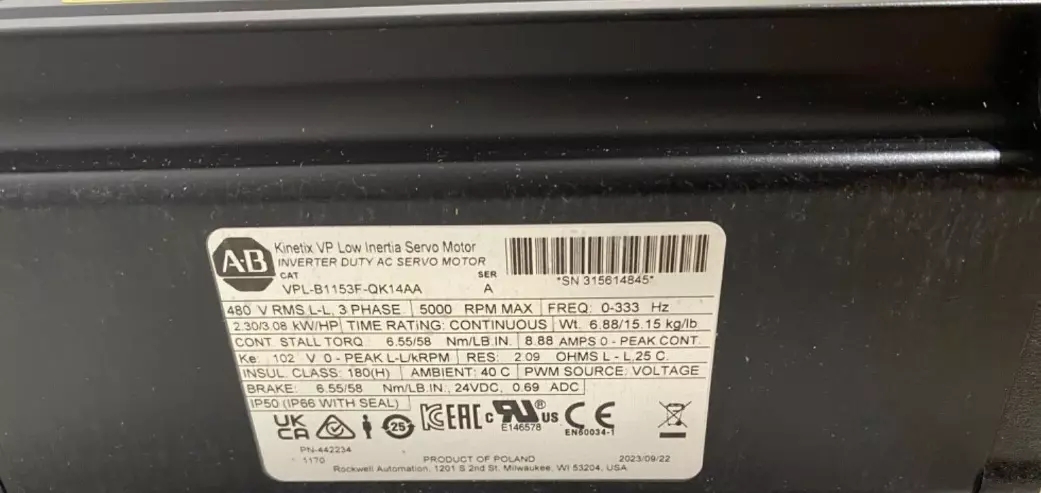 A·B
Kinetix VP Low Inertia Servo Motor
INVERTER DUTY AC SERVO MOTOR
CAT
SER
VPL-B1153F-QK14AA
A
*SN 315614845*
480 V RMS L-L, 3 PHASE 5000 RPM MAX FREQ: 0-333 Hz
2.30/3.08 kW/HP TIME RATING: CONTINUOUS Wt. 6.88/15.15 kg/lb
CONT. STALL TORQ 6.55/58 Nm/LB.IN. 8.88 AMPS 0 - PEAK CONT.
Ke: 102 V 0 - PEAK L-L/kRPM RES: 2.09 OHMS L - L,25 C.
INSUL. CLASS: 180(H) AMBIENT: 40 C PWM SOURCE: VOLTAGE
BRAKE: 6.55/58 Nm/LB.IN., 24VDC, 0.69 ADC
IP50 (IP66 WITH SEAL)
UK CA 25 EAC c UR ® US CE
E146578
EN60034-1
PN-442234
1170
PRODUCT OF POLAND
2023/09/22
Rockwell Automation, 1201 S 2nd St. Milwaukee, WI 53204, USA